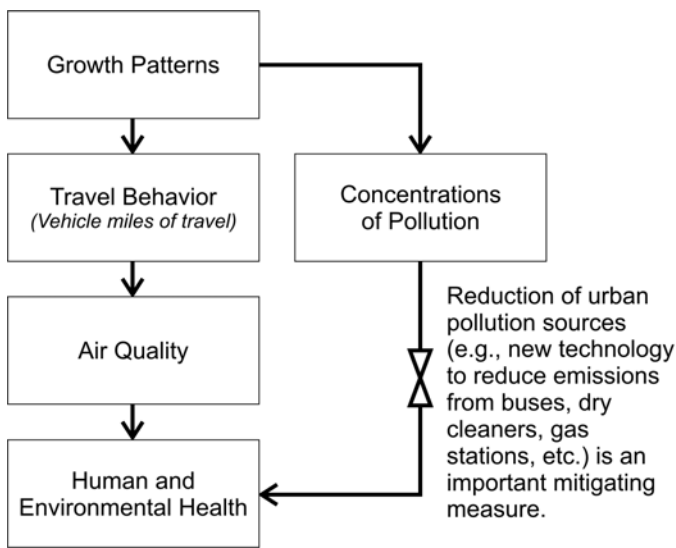 Growth Patterns
Travel Behavior
(Vehicle miles of travel)
Concentrations
of Pollution
Air Quality
Reduction of urban
pollution sources
(e.g., new technology
to reduce emissions
from buses, dry
cleaners, gas
stations, etc.) is an
important mitigating
measure.
Human and
Environmental Health